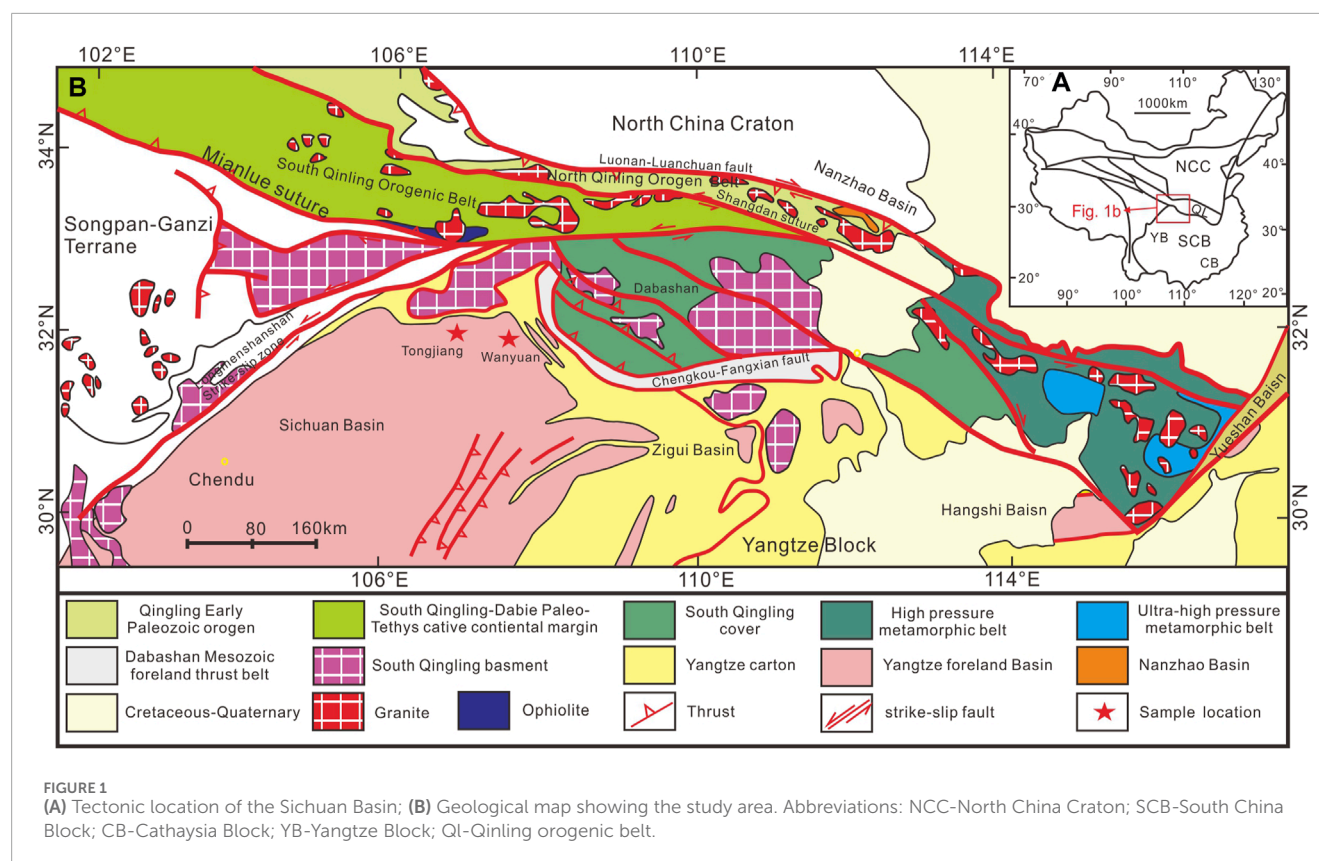 102°E
106°E
110°E
114°E
B
A
70°
90°
110°
130°
1000km
40°
NCC
40°
30°
Fig. 1b
QL
YB
SCB
30°
CB
20°
20°
90°
100°
110°
120°
34°N
32°N
30°N
32°N
30°N
North China Craton
Luonan-Luanchuan fault
North Qinling Orogen Belt
Nanzhao Basin
Shangdan suture
South Qinling Orogenic Belt
Mianlue suture
Songpan-Ganzi
Terrane
Dabashan
Tongjiang
Wanyuan
Chengkou-Fangxian fault
Strike-slip zone
Sichuan Basin
Chendu
Zigui Basin
Yueshan Baisn
Hangshi Baisn
Yangtze Block
0 80 160km
106°E
110°E
114°E
Qingling Early
Paleozoic orogen
South Qingling-Dabie Paleo-
Tethys cative contiental margin
South Qingling
cover
High pressure
metamorphic belt
Ultra-high pressure
metamorphic belt
Dabashan Mesozoic
foreland thrust belt
South Qingling basment
Yangtze carton
Yangtze foreland Basin
Nanzhao Basin
Cretaceous-Quaternary
Granite
Ophiolite
Thrust
strike-slip fault
Sample location
FIGURE 1
(A) Tectonic location of the Sichuan Basin; (B) Geological map showing the study area. Abbreviations: NCC-North China Craton; SCB-South China
Block; CB-Cathaysia Block; YB-Yangtze Block; Ql-Qinling orogenic belt.